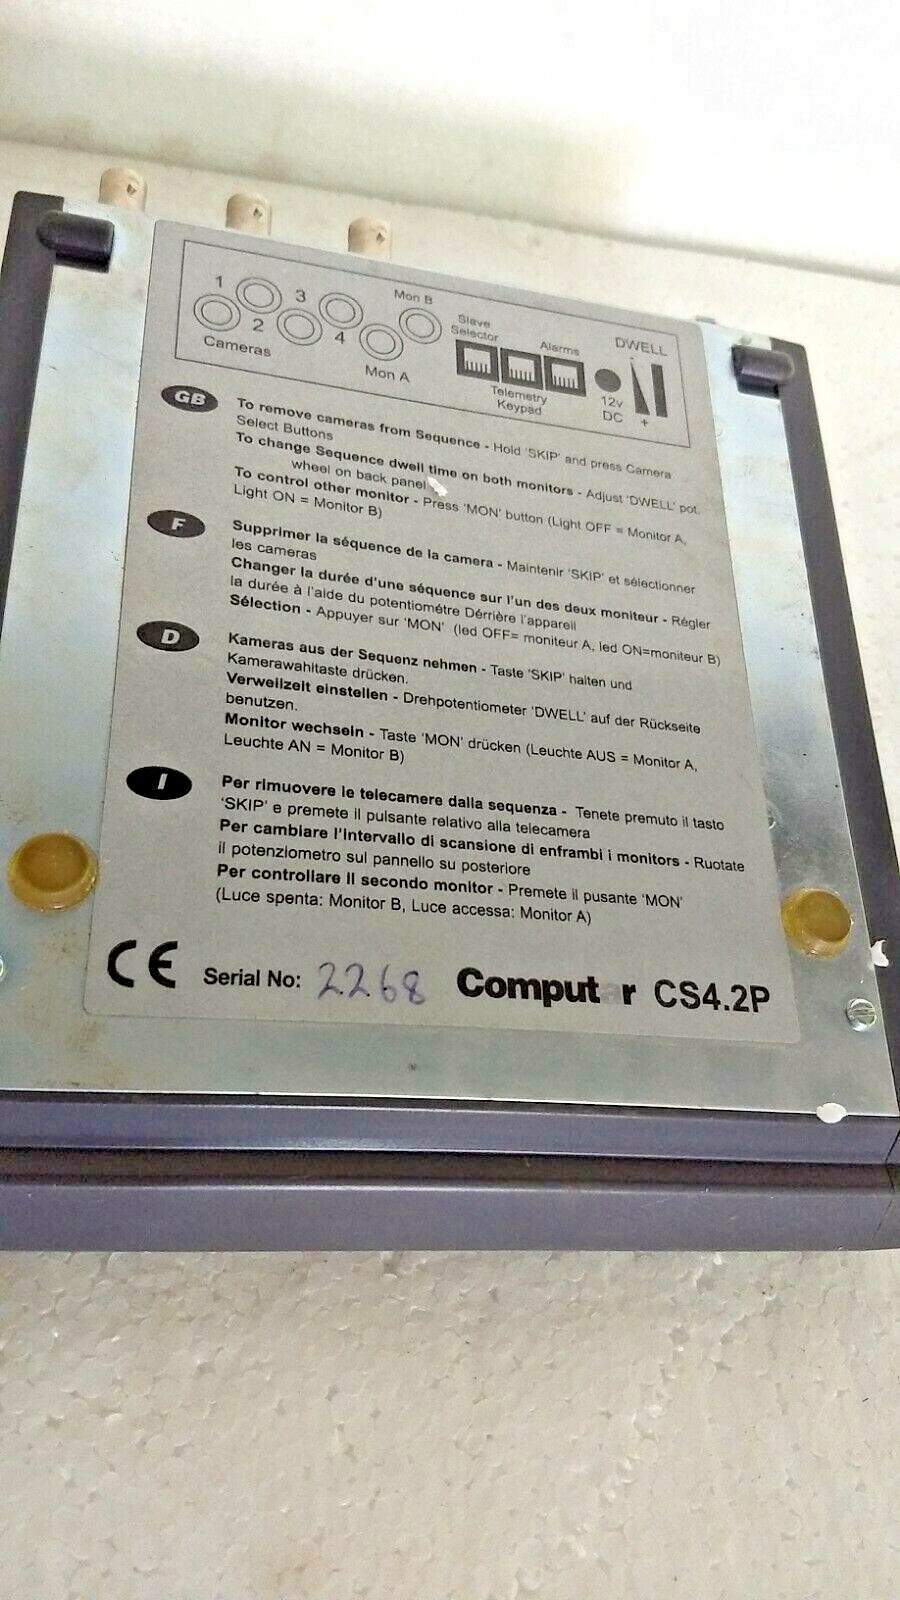 1 3 Mon B
2 4
Cameras Mon A
Slave
Selector Alarms DWELL
Telemetry
Keypad
12v
DC
- +
GB
To remove cameras from Sequence - Hold 'SKIP' and press Camera
Select Buttons
To change Sequence dwell time on both monitors - Adjust 'DWELL' pot.
wheel on back panel
To control other monitor - Press 'MON' button (Light OFF = Monitor A,
Light ON = Monitor B)
F
Supprimer la séquence de la camera - Maintenir 'SKIP' et sélectionner
les cameras
Changer la durée d'une séquence sur l'un des deux moniteur - Régler
la durée à l'aide du potentiométre Dérrière l'appareil
Sélection - Appuyer sur 'MON' (led OFF= moniteur A, led ON=moniteur B)
D
Kameras aus der Sequenz nehmen - Taste 'SKIP' halten und
Kamerawahltaste drücken.
Verweilzeit einstellen - Drehpotentiometer 'DWELL' auf der Rückseite
benutzen.
Monitor wechseln - Taste 'MON' drücken (Leuchte AUS = Monitor A,
Leuchte AN = Monitor B)
I
Per rimuovere le telecamere dalla sequenza - Tenete premuto il tasto
'SKIP' e premete il pulsante relativo alla telecamera
Per cambiare l'intervallo di scansione di enframbi i monitors - Ruotate
il potenziometro sul pannello su posteriore
Per controllare il secondo monitor - Premete il pusante 'MON'
(Luce spenta: Monitor B, Luce accessa: Monitor A)
CE Serial No: 2268 Comput r CS4.2P